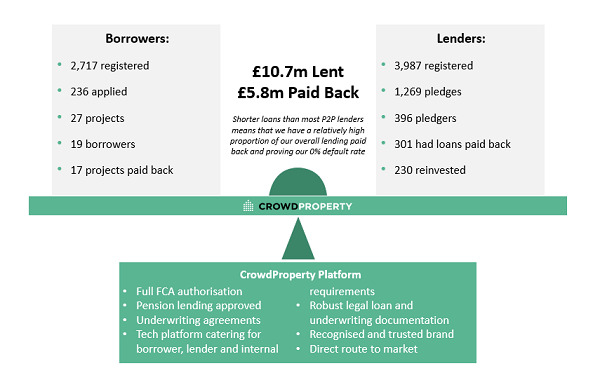 Borrowers:
• 2,717 registered
• 236 applied
• 27 projects
• 19 borrowers
• 17 projects paid back
£10.7m Lent
£5.8m Paid Back
Shorter loans than most P2P lenders
means that we have a relatively high
proportion of our overall lending paid
back and proving our 0% default rate
Lenders:
• 3,987 registered
• 1,269 pledges
• 396 pledgers
• 301 had loans paid back
• 230 reinvested
CROWDPROPERTY
CrowdProperty Platform
• Full FCA authorisation
• Pension lending approved
• Underwriting agreements
• Tech platform catering for
borrower, lender and internal
requirements
• Robust legal loan and
underwriting documentation
• Recognised and trusted brand
• Direct route to market